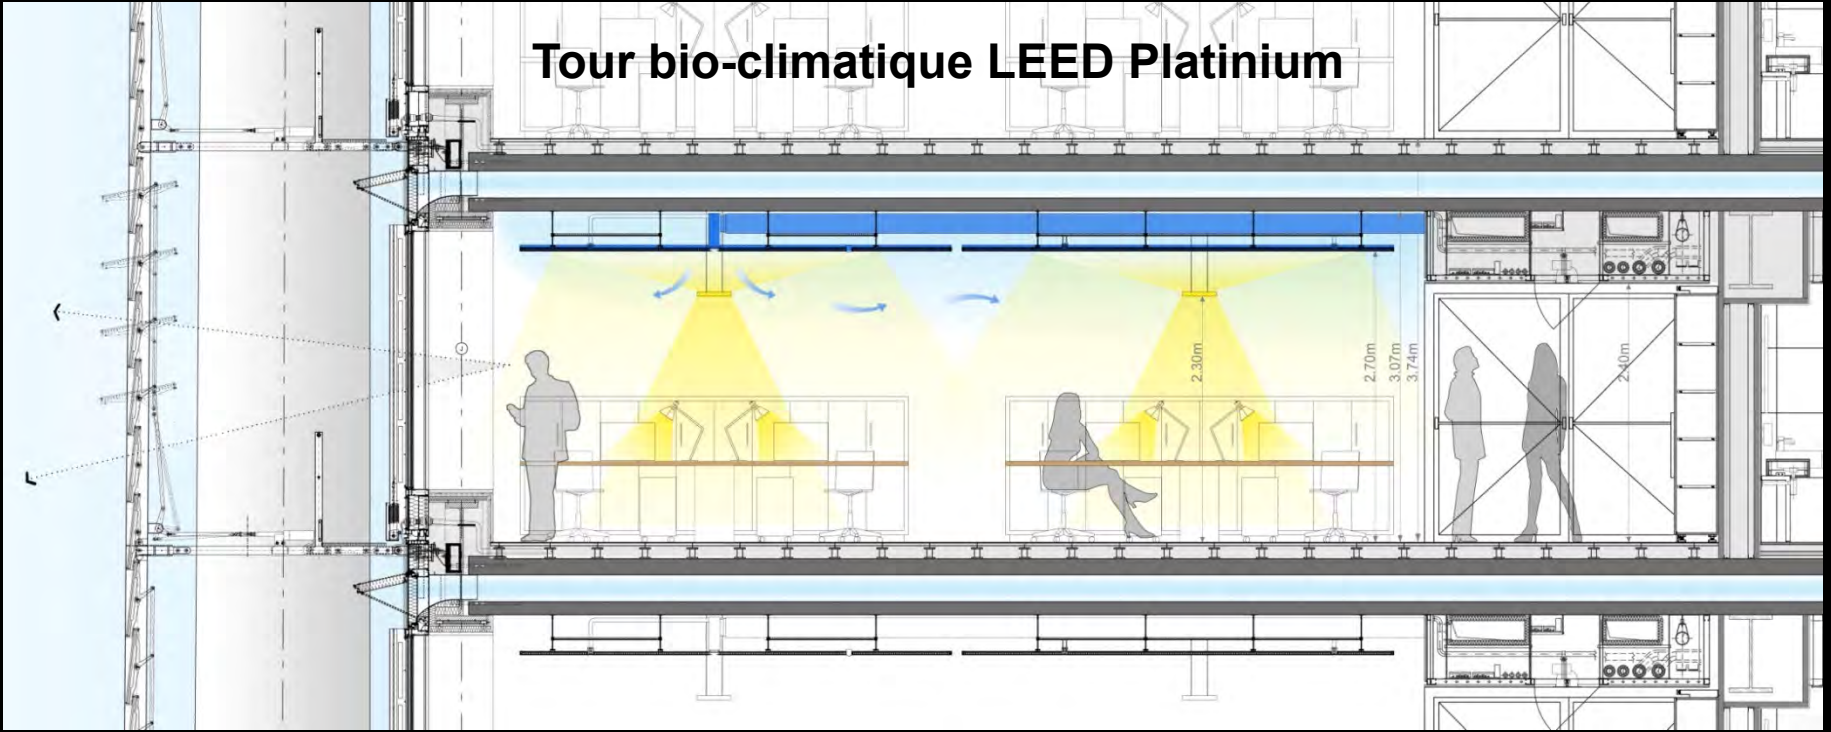 Tour bio-climatique LEED Platinium
J
2.30m
2.70m
3.07m
3.74m
2.40m